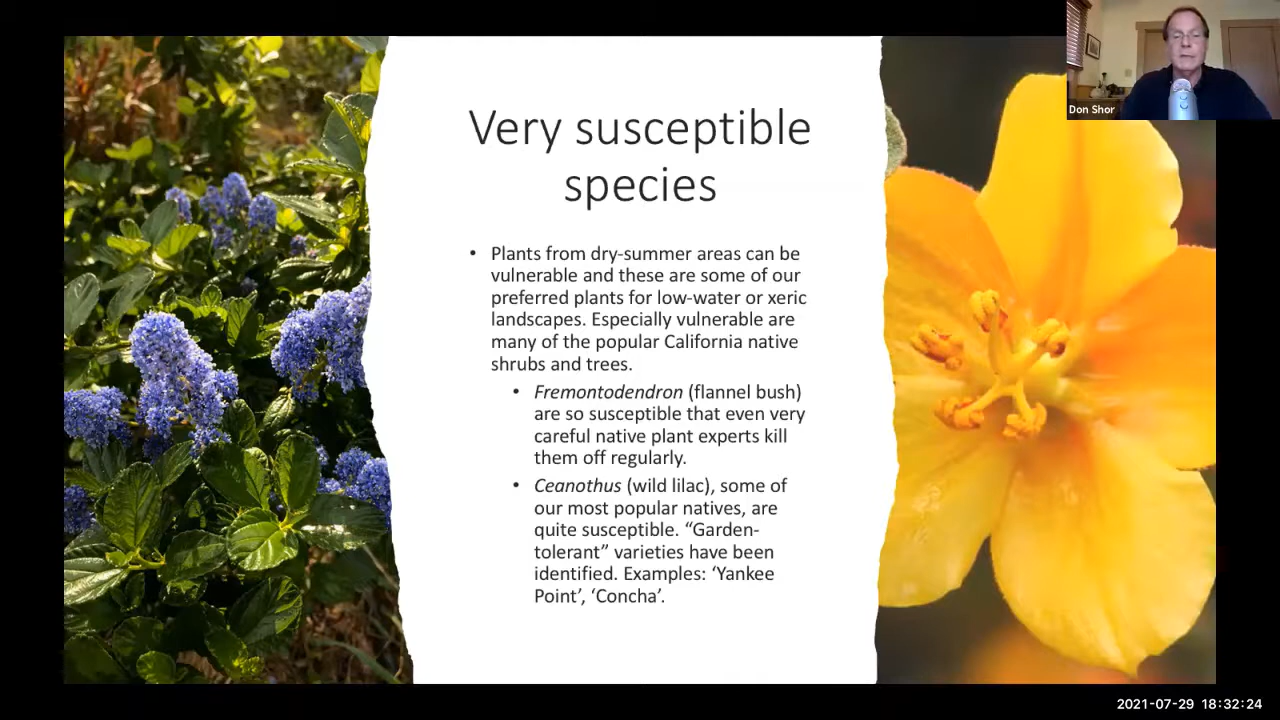 Don Shor
Very susceptible
species
• Plants from dry-summer areas can be
vulnerable and these are some of our
preferred plants for low-water or xeric
landscapes. Especially vulnerable are
many of the popular California native
shrubs and trees.
• Fremontodendron (flannel bush)
are so susceptible that even very
careful native plant experts kill
them off regularly.
• Ceanothus (wild lilac), some of
our most popular natives, are
quite susceptible. “Garden-
tolerant” varieties have been
identified. Examples: ‘Yankee
Point’, ‘Concha’.
2021-07-29 18:32:24